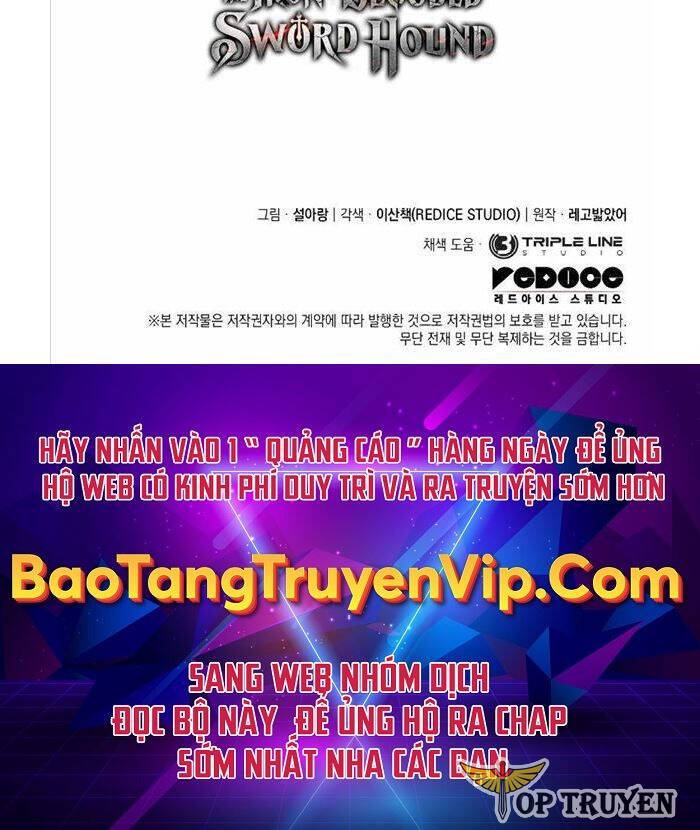 SWORD HOUND
그림 · 설아랑 | 각색 · 이산책(REDICE STUDIO) | 원작 · 레고밟았어
채색 도움 · 3 TRIPLE LINE
STUDIO
REDICE
레드아이스 스튜디오
※본 저작물은 저작권자와의 계약에 따라 발행한 것으로 저작권법의 보호를 받고 있습니다.
무단 전재 및 무단 복제하는 것을 금합니다.
HÃY NHẤN VÀO 1 “ QUẢNG CÁO ” HÀNG NGÀY ĐỂ ỦNG
HỘ WEB CÓ KINH PHÍ DUY TRÌ VÀ RA TRUYỆN SỚM HƠN
BaoTangTruyenVip.Com
SANG WEB NHÓM DỊCH
ĐỌC BỘ NÀY ĐỂ ỦNG HỘ RA CHAP
SỚM NHẤT NHA CÁC BẠN
TOP TRUYEN